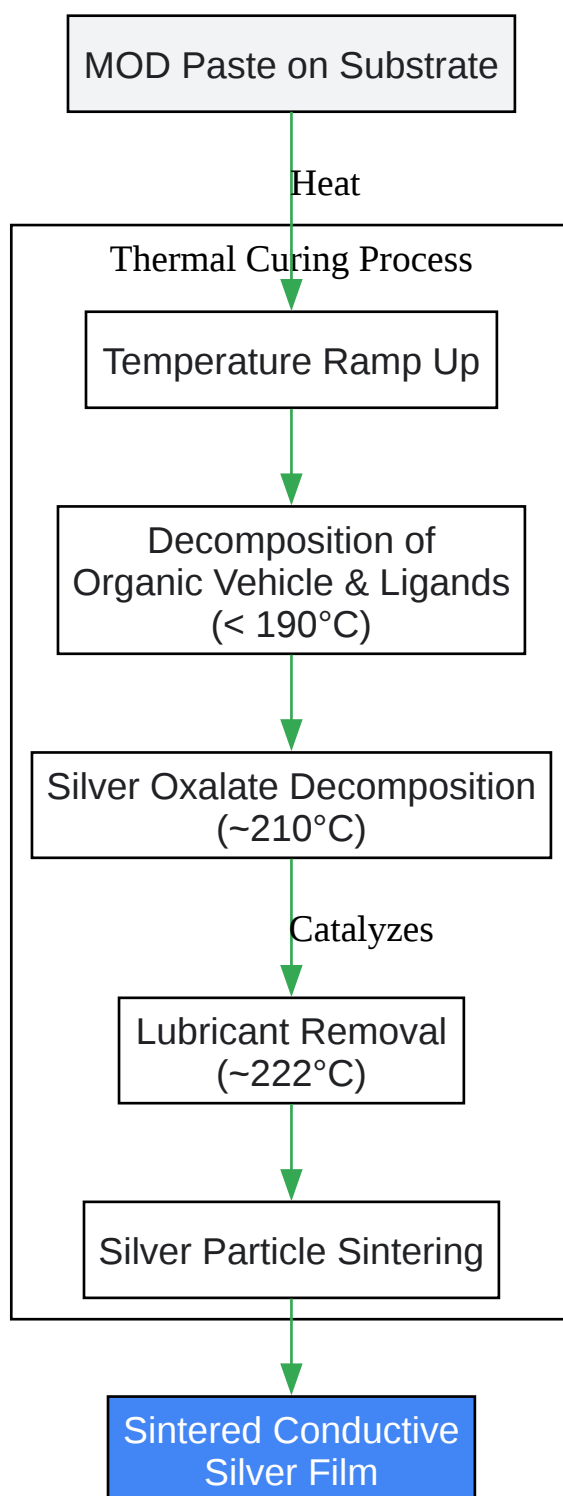 MOD Paste on Substrate
Heat
Thermal Curing Process
Temperature Ramp Up
Decomposition of
Organic Vehicle & Ligands
(< 190°C)
Silver Oxalate Decomposition
(~210°C)
Catalyzes
Lubricant Removal
(~222°C)
Silver Particle Sintering
Sintered Conductive
Silver Film